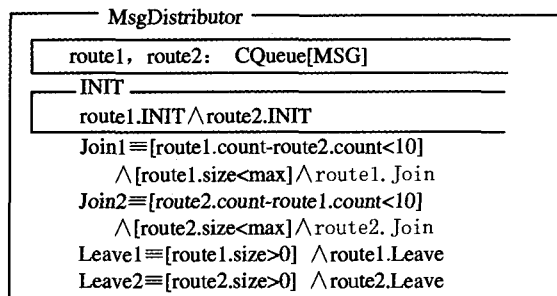 MsgDistributor
route1，route2： CQueue[MSG]
INIT
route1.INIT∧route2.INIT
Join1≡[route1.count-route2.count<10]
∧[route1.size<max]∧route1. Join
Join2≡[route2.count-route1.count<10]
∧[route2.size<max]∧route2. Join
Leave1≡[route1.size>0] ∧route1.Leave
Leave2≡[route2.size>0] ∧route2.Leave